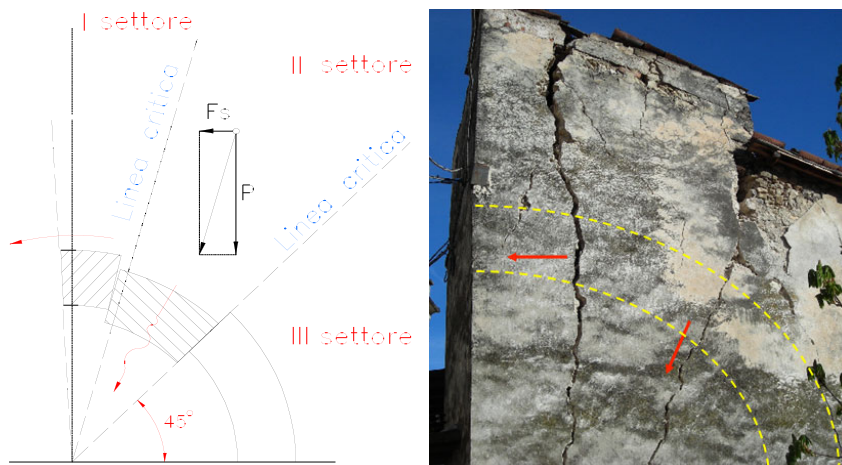 I settore
II settore
Linea critica
Fs
P
Linea critica
III settore
45°